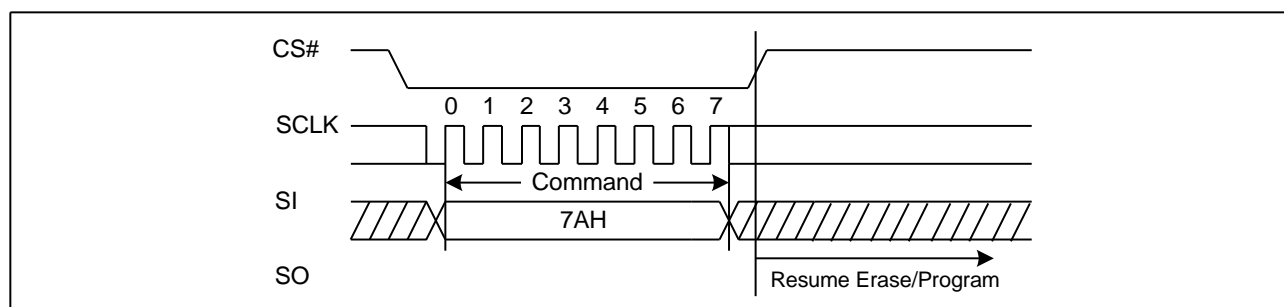 CS#
0 1 2 3 4 5 6 7
SCLK
Command
SI
7AH
SO
Resume Erase/Program